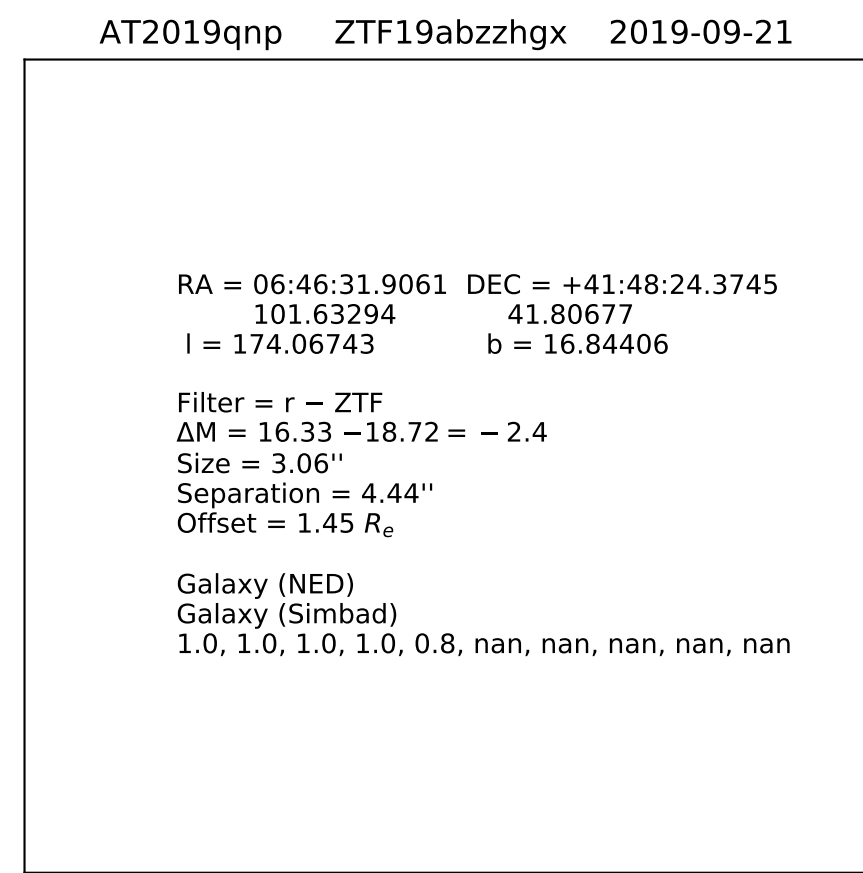 AT2019qnp ZTF19abzzhgx 2019-09-21
RA = 06:46:31.9061 DEC = +41:48:24.3745
101.63294 41.80677
l = 174.06743 b = 16.84406
Filter = r − ZTF
ΔM = 16.33 −18.72 = − 2.4
Size = 3.06''
Separation = 4.44''
Offset = 1.45 Rₑ
Galaxy (NED)
Galaxy (Simbad)
1.0, 1.0, 1.0, 1.0, 0.8, nan, nan, nan, nan, nan